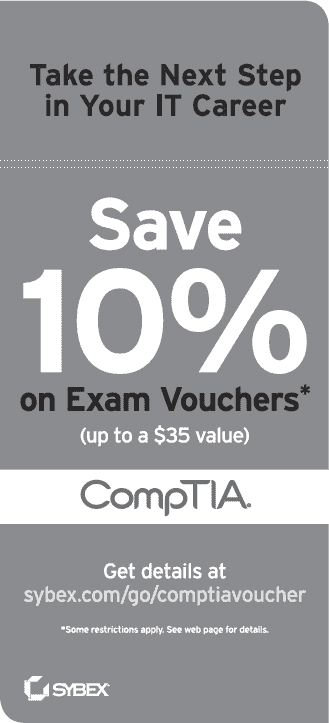 Take the Next Step
in Your IT Career
Save
10%
on Exam Vouchers*
(up to a $35 value)
CompTIA.
Get details at
sybex.com/go/comptiavoucher
*Some restrictions apply. See web page for details.
SYBEX